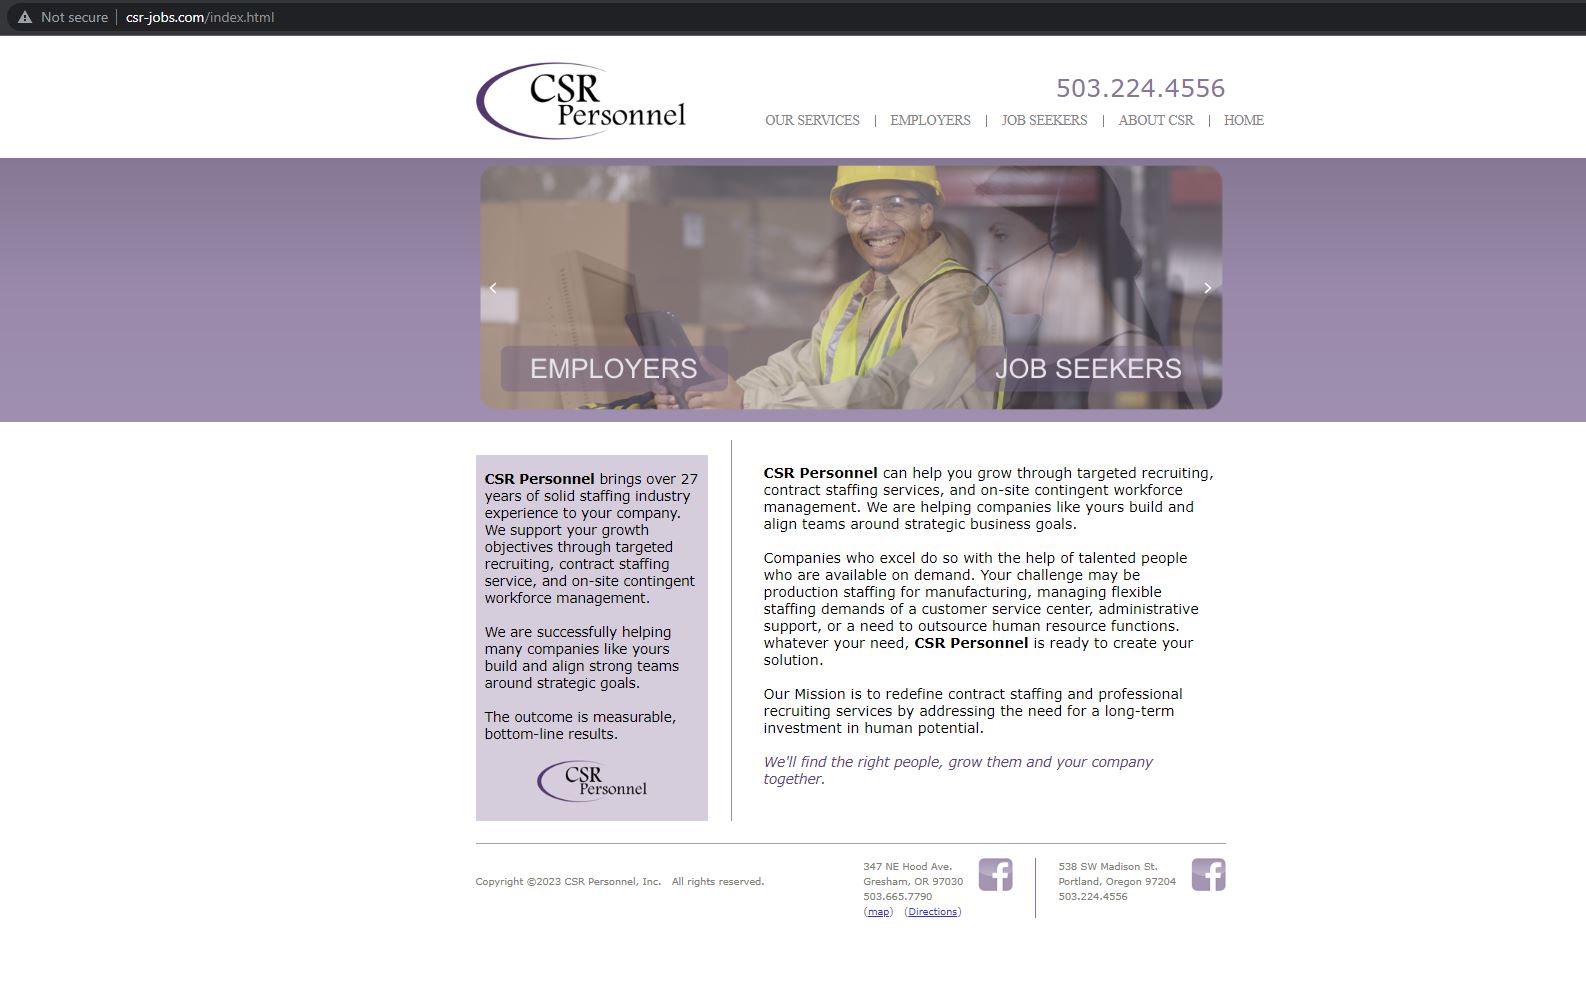 Not secure | csr-jobs.com/index.html
CSR
Personnel
503.224.4556
OUR SERVICES | EMPLOYERS | JOB SEEKERS | ABOUT CSR | HOME
EMPLOYERS
JOB SEEKERS
CSR Personnel brings over 27
years of solid staffing industry
experience to your company.
We support your growth
objectives through targeted
recruiting, contract staffing
service, and on-site contingent
workforce management.
We are successfully helping
many companies like yours
build and align strong teams
around strategic goals.
The outcome is measurable,
bottom-line results.
CSR
Personnel
CSR Personnel can help you grow through targeted recruiting,
contract staffing services, and on-site contingent workforce
management. We are helping companies like yours build and
align teams around strategic business goals.
Companies who excel do so with the help of talented people
who are available on demand. Your challenge may be
production staffing for manufacturing, managing flexible
staffing demands of a customer service center, administrative
support, or a need to outsource human resource functions.
whatever your need, CSR Personnel is ready to create your
solution.
Our Mission is to redefine contract staffing and professional
recruiting services by addressing the need for a long-term
investment in human potential.
We'll find the right people, grow them and your company
together.
Copyright ©2023 CSR Personnel, Inc. All rights reserved.
347 NE Hood Ave.
Gresham, OR 97030
503.665.7790
(map) (Directions)
538 SW Madison St.
Portland, Oregon 97204
503.224.4556